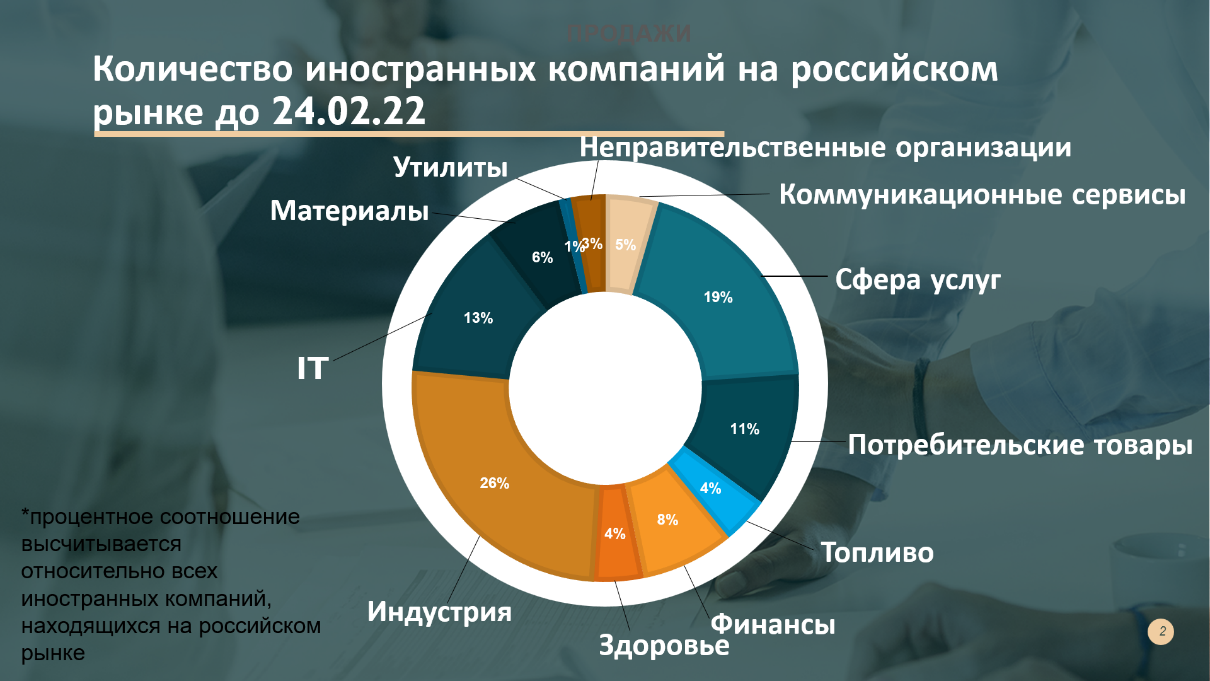 ПРОДАЖИ
Количество иностранных компаний на российском
рынке до 24.02.22
Неправительственные организации
Утилиты
Коммуникационные сервисы
Материалы
1%
3%
5%
6%
Сфера услуг
19%
13%
IT
11%
Потребительские товары
26%
4%
8%
4%
*процентное соотношение
высчитывается
относительно всех
иностранных компаний,
находящихся на российском
рынке
Топливо
Индустрия
Финансы
Здоровье
2